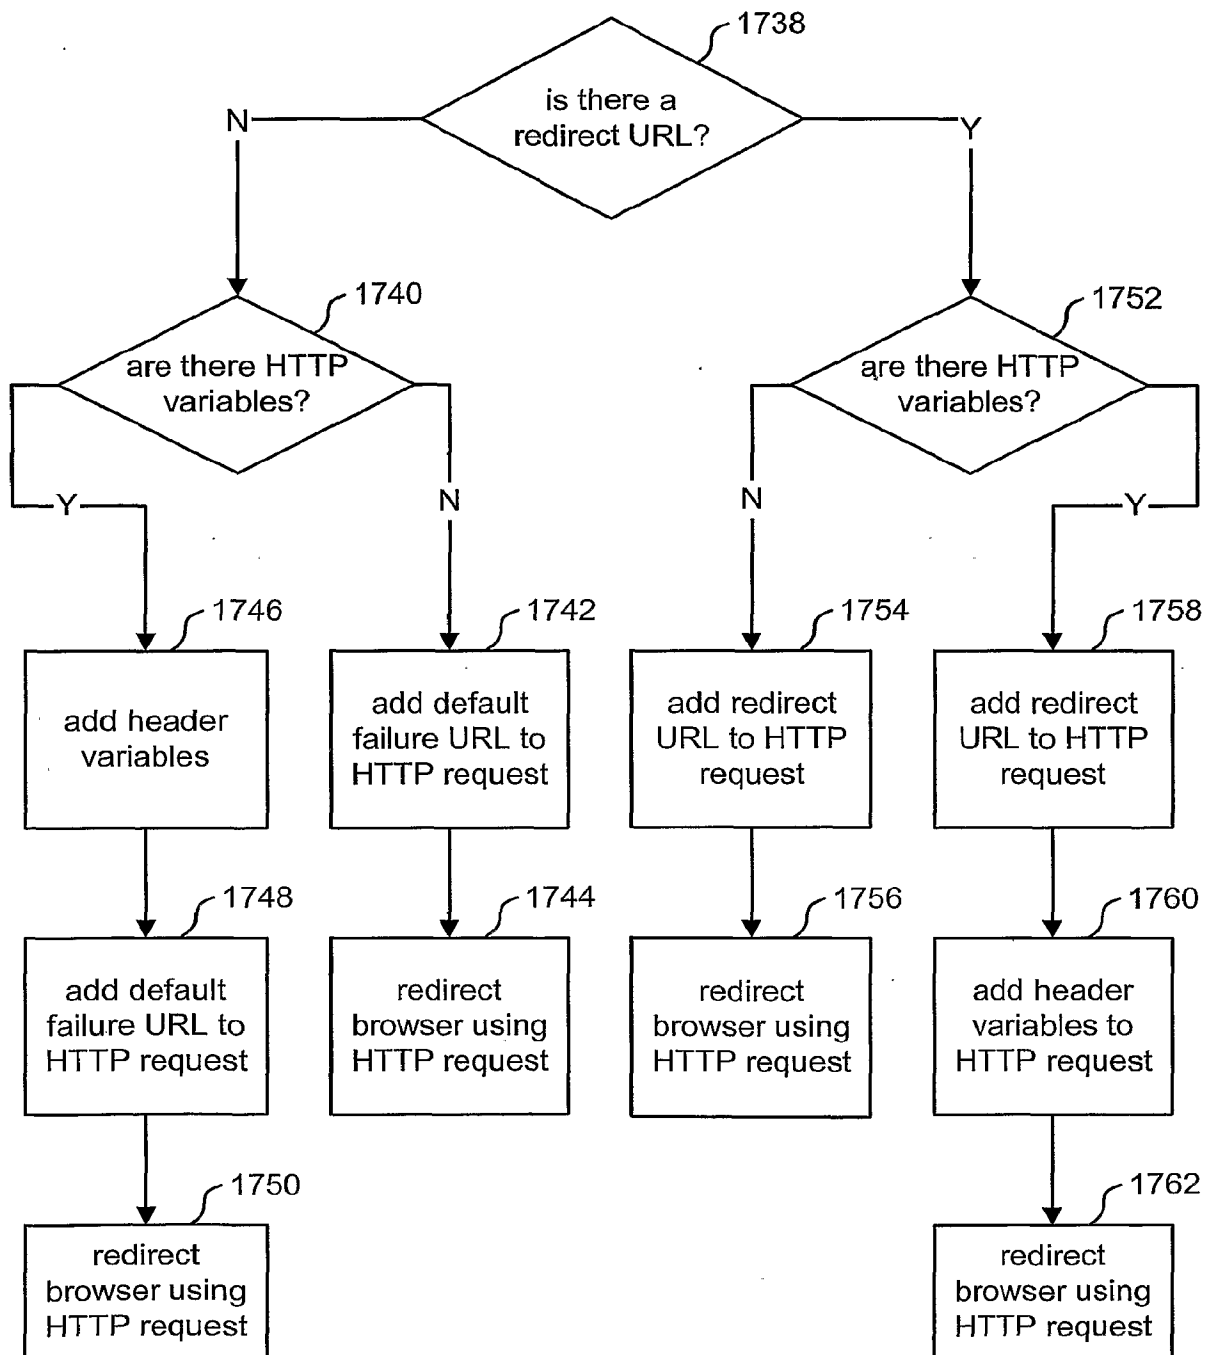 1738
is there a
redirect URL?
N
Y
1740
are there HTTP
variables?
1752
are there HTTP
variables?
Y
N
N
Y
1746
add header
variables
1742
add default
failure URL to
HTTP request
1754
add redirect
URL to HTTP
request
1758
add redirect
URL to HTTP
request
1748
add default
failure URL to
HTTP request
1744
redirect
browser using
HTTP request
1756
redirect
browser using
HTTP request
1760
add header
variables to
HTTP request
1750
redirect
browser using
HTTP request
1762
redirect
browser using
HTTP request